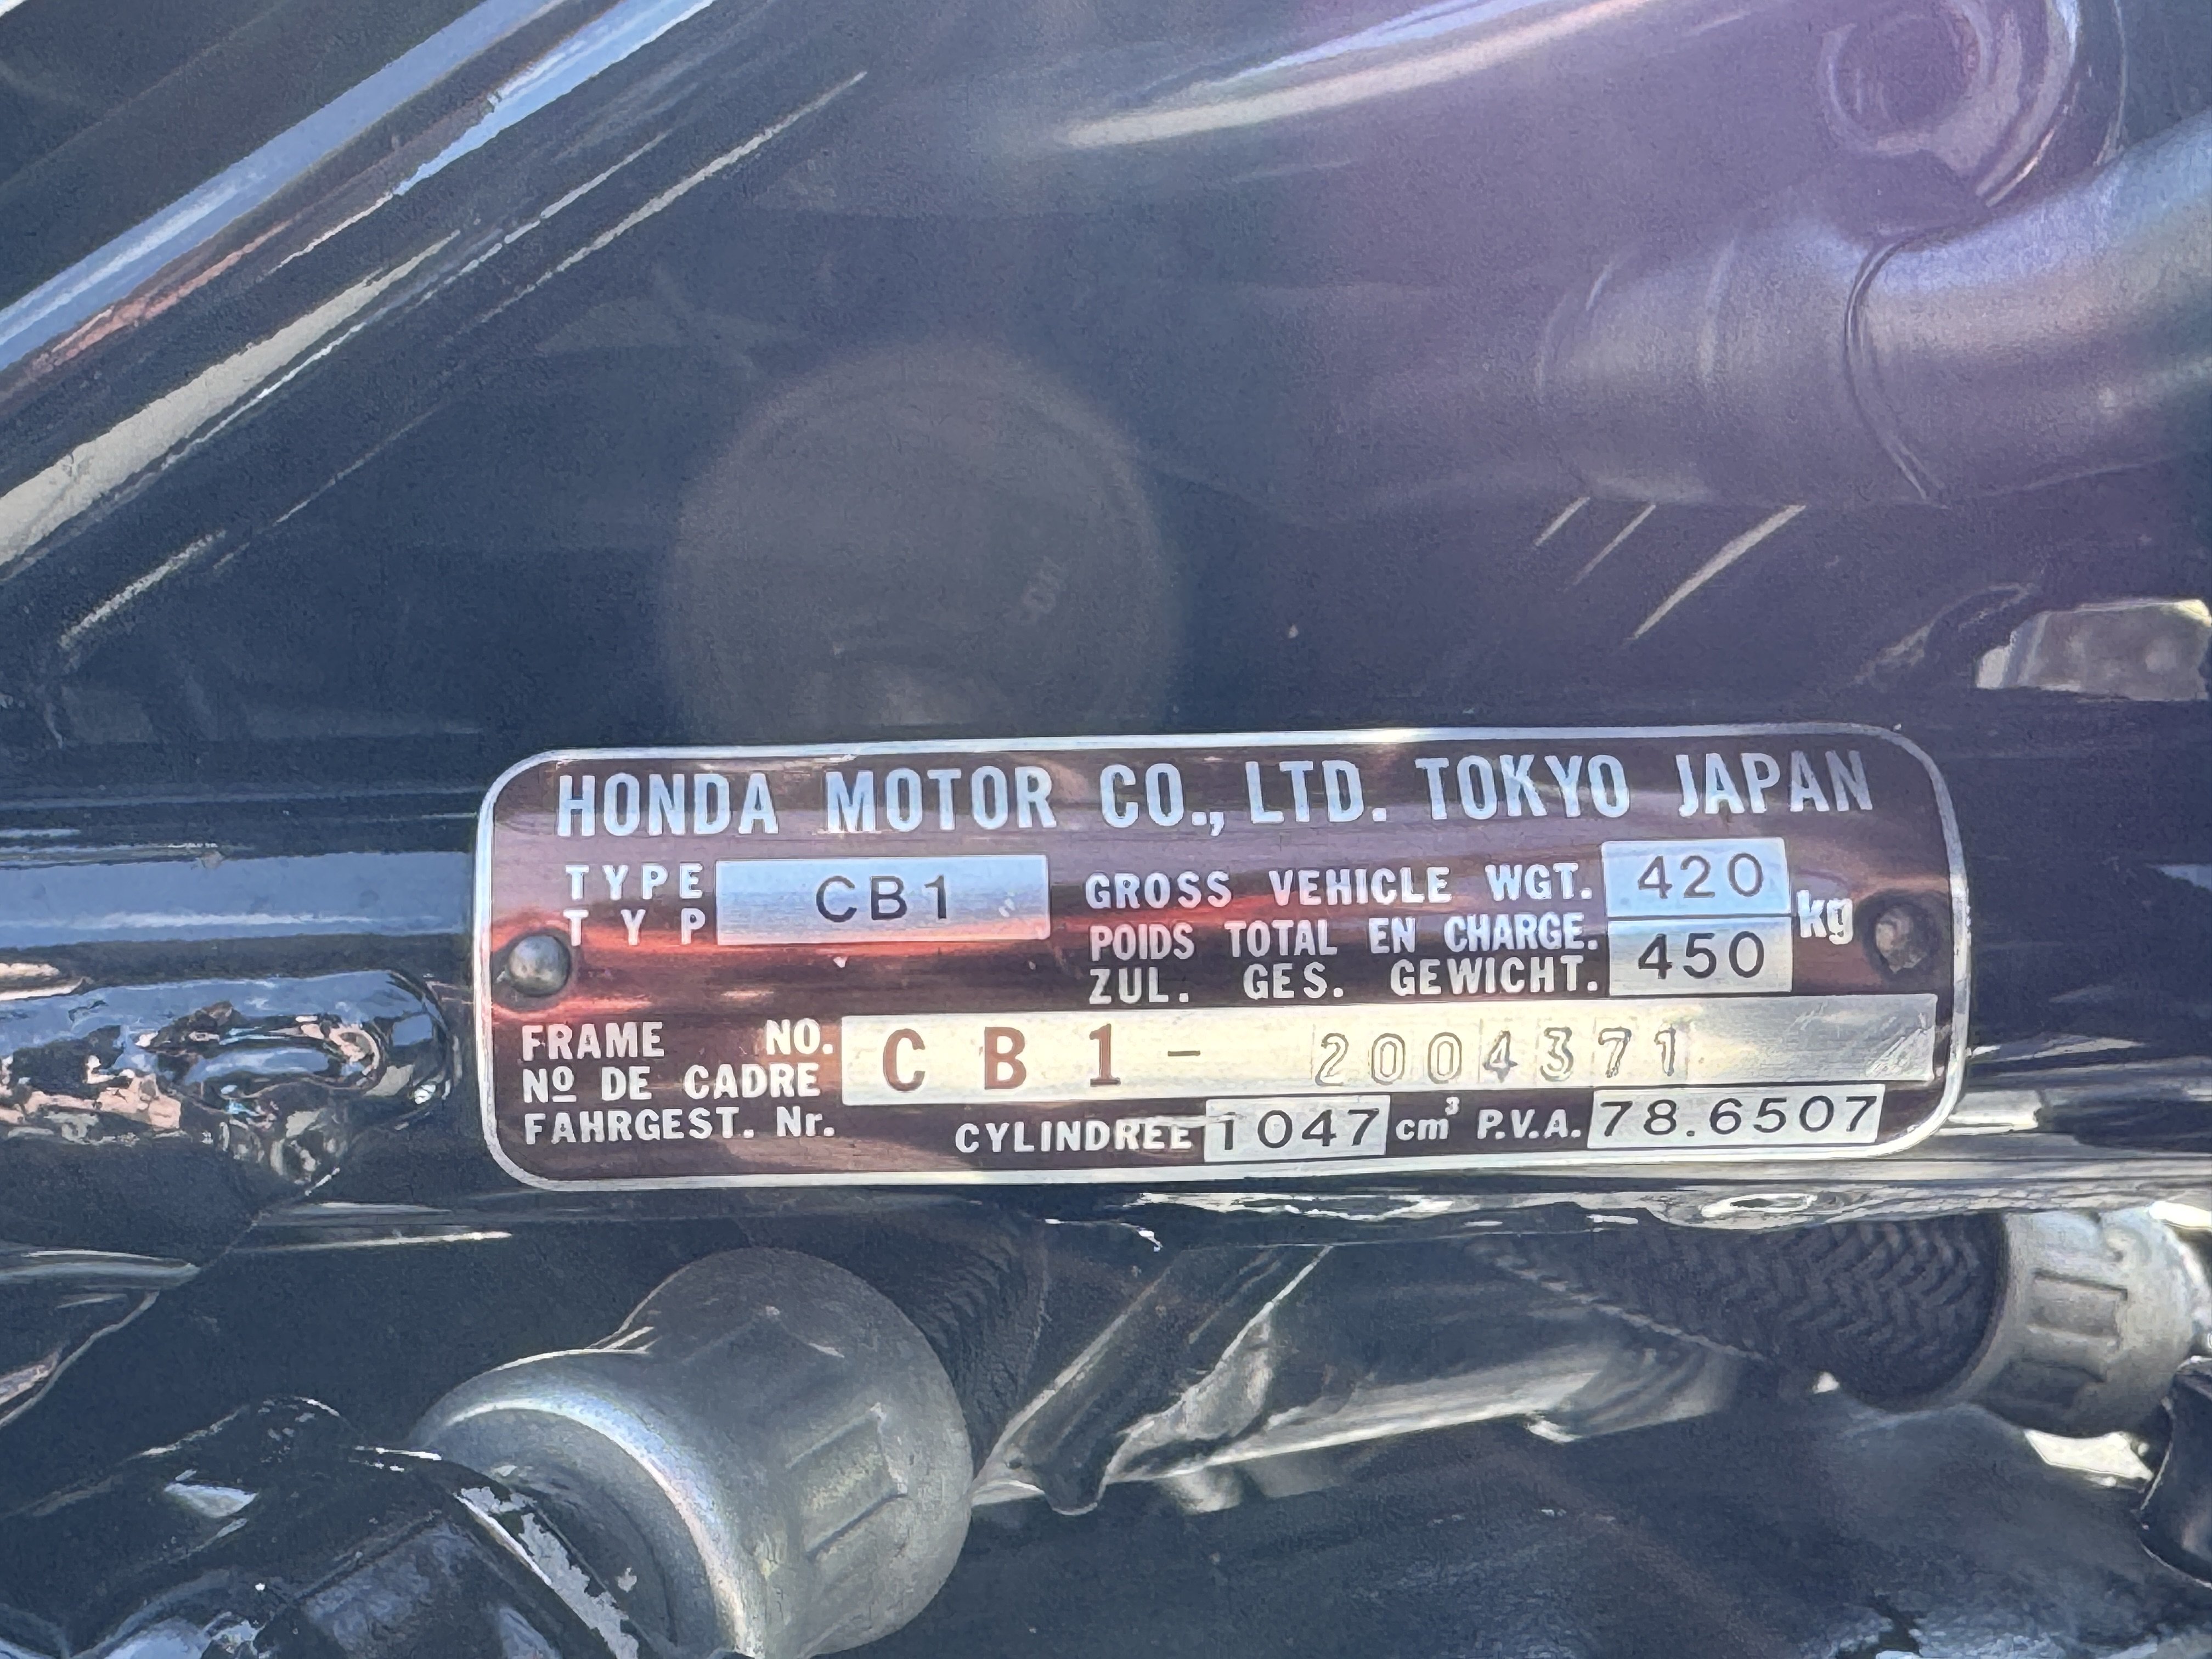 HONDA MOTOR CO., LTD. TOKYO JAPAN
TYPE
TYP
CB1
GROSS VEHICLE WGT.
POIDS TOTAL EN CHARGE.
ZUL. GES. GEWICHT.
420
450
kg
FRAME NO.
Nº DE CADRE
FAHRGEST. Nr.
CB1- 2004371
CYLINDREE 1047 cm³ P.V.A. 78.6507